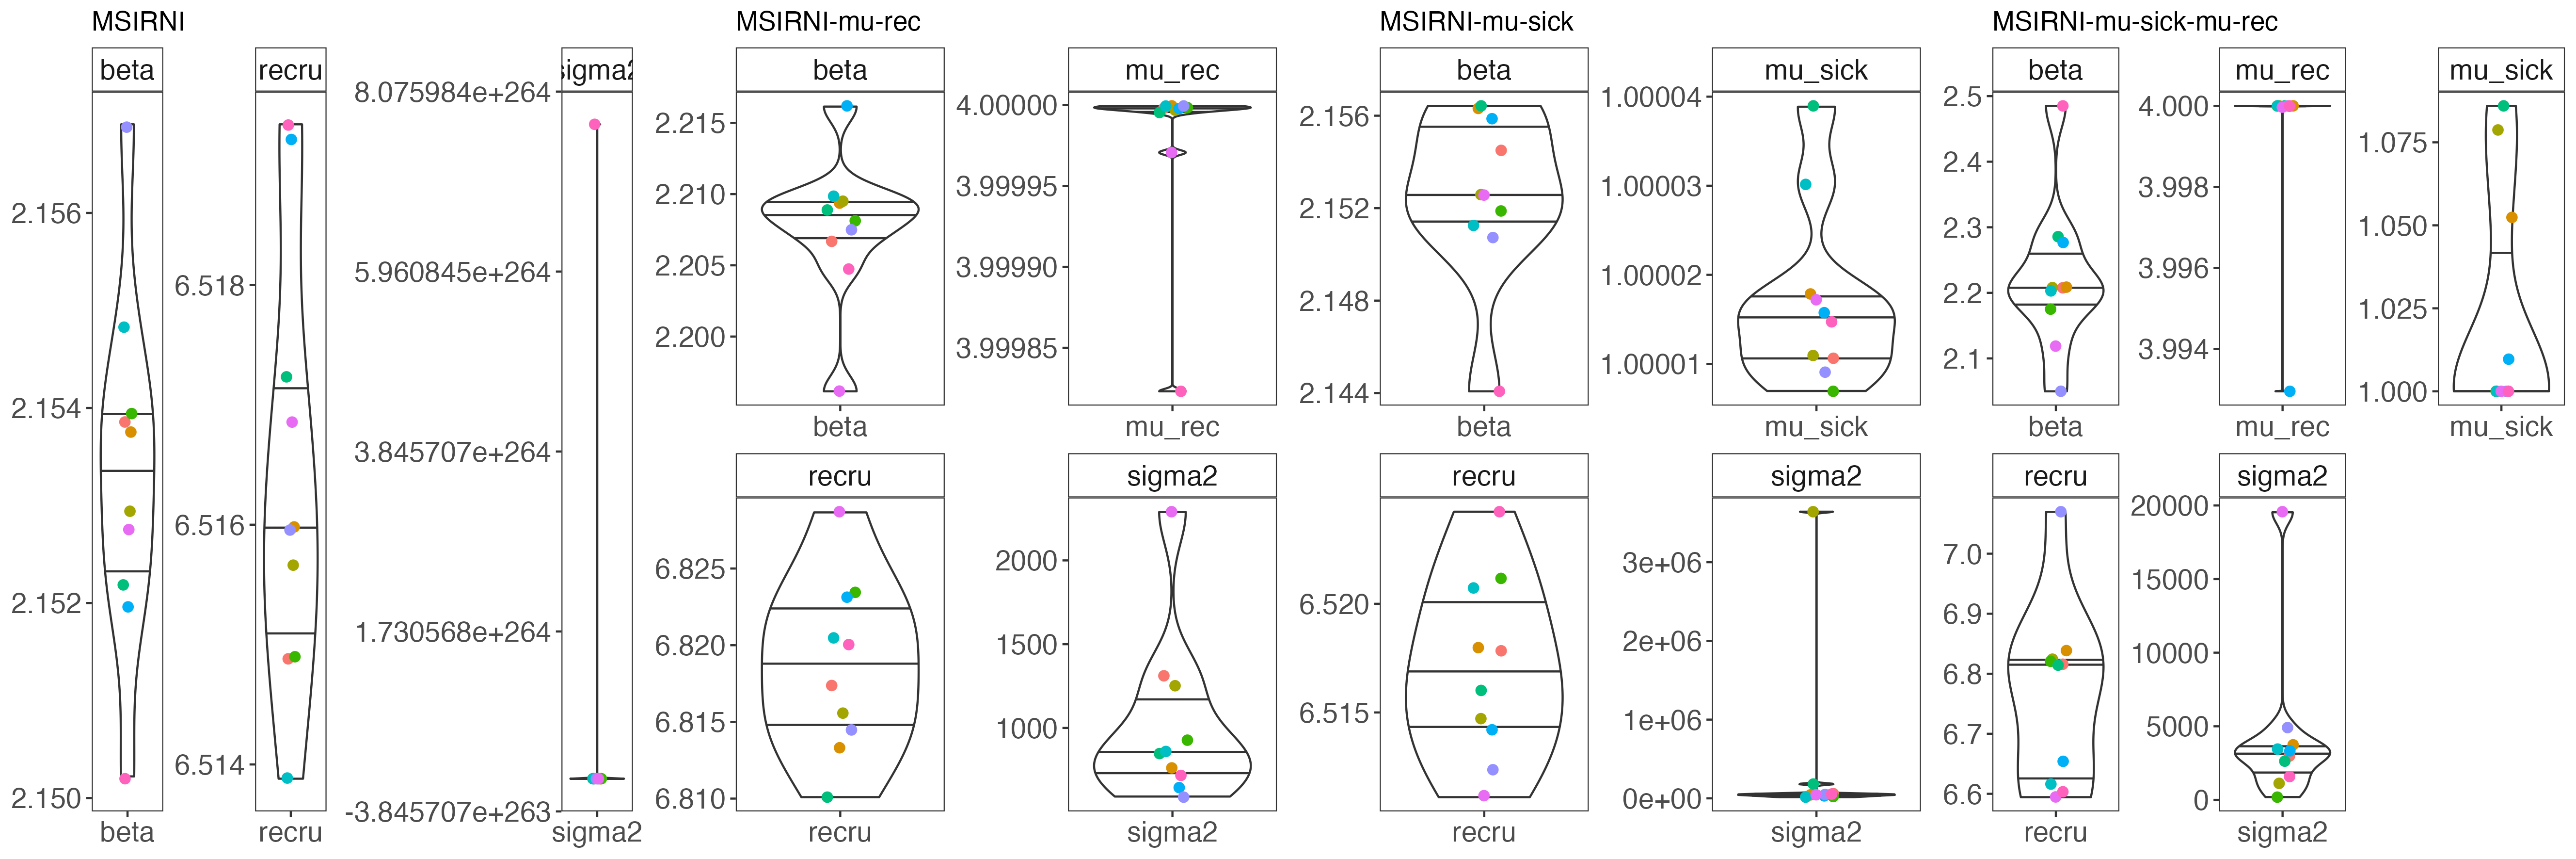 MSIRNI
beta
2.156
2.154
2.152
2.150
beta
recru
6.518
6.516
6.514
recru
sigma2
8.075984e+264
5.960845e+264
3.845707e+264
1.730568e+264
-3.845707e+263
sigma2
MSIRNI-mu-rec
beta
2.215
2.210
2.205
2.200
beta
mu_rec
4.00000
3.99995
3.99990
3.99985
mu_rec
recru
6.825
6.820
6.815
6.810
recru
sigma2
2000
1500
1000
sigma2
MSIRNI-mu-sick
beta
2.156
2.152
2.148
2.144
beta
mu_sick
1.00004
1.00003
1.00002
1.00001
mu_sick
recru
6.520
6.515
recru
sigma2
3e+06
2e+06
1e+06
0e+00
sigma2
MSIRNI-mu-sick-mu-rec
beta
2.5
2.4
2.3
2.2
2.1
beta
mu_rec
4.000
3.998
3.996
3.994
mu_rec
mu_sick
1.075
1.050
1.025
1.000
mu_sick
recru
7.0
6.9
6.8
6.7
6.6
recru
sigma2
20000
15000
10000
5000
0
sigma2